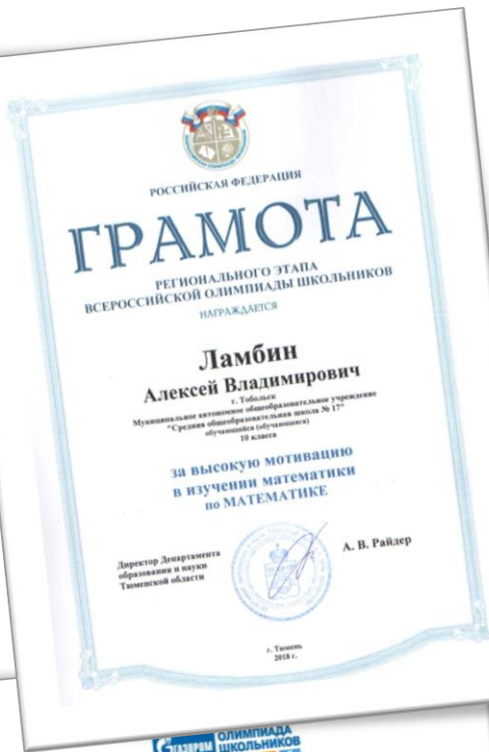 РОССИЙСКАЯ ФЕДЕРАЦИЯ
ГРАМОТА
РЕГИОНАЛЬНОГО ЭТАПА
ВСЕРОССИЙСКОЙ ОЛИМПИАДЫ ШКОЛЬНИКОВ
НАГРАЖДАЕТСЯ
Ламбин
Алексей Владимирович
г. Тобольск
Муниципальное автономное общеобразовательное учреждение
"Средняя общеобразовательная школа № 17"
обучающийся (обучающаяся)
10 класса
за высокую мотивацию
в изучении математики
по МАТЕМАТИКЕ
Директор Департамента
образования и науки
Тюменской области
А. В. Райдер
г. Тюмень
2018 г.
ГАЗПРОМ
ОЛИМПИАДА
ШКОЛЬНИКОВ